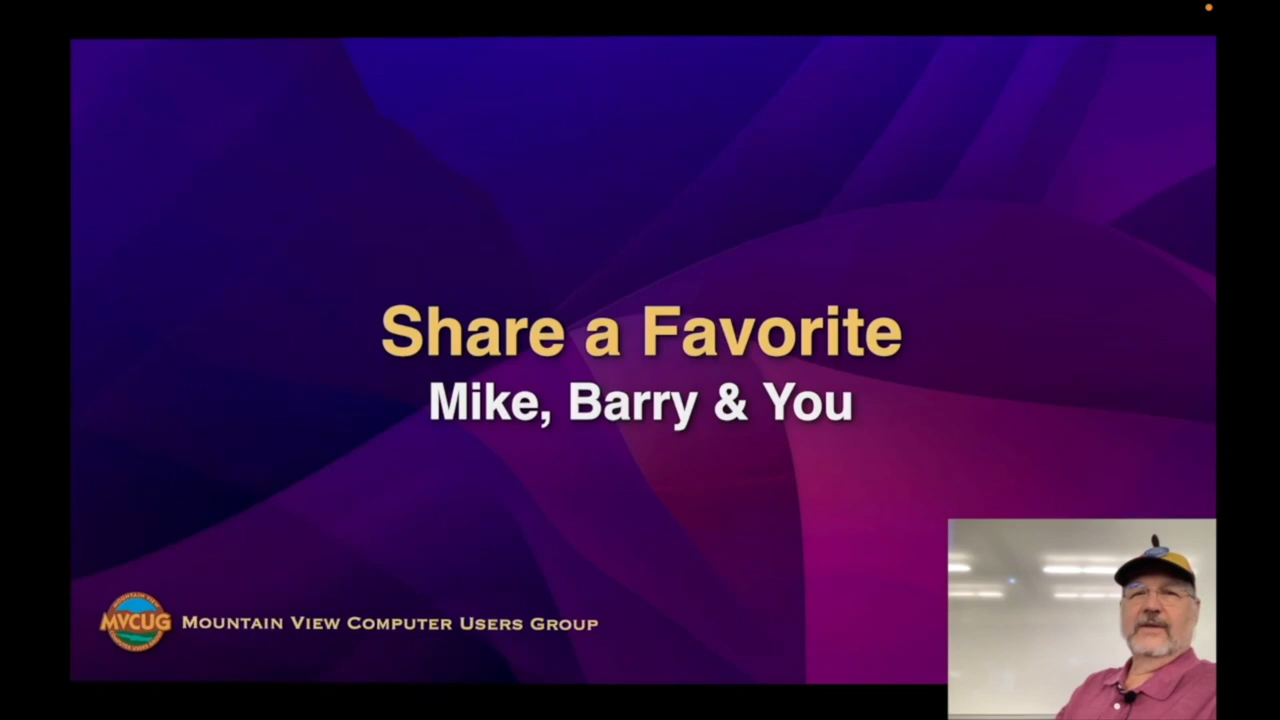 Share a Favorite
Mike, Barry & You
MVCUG
Mountain View Computer Users Group